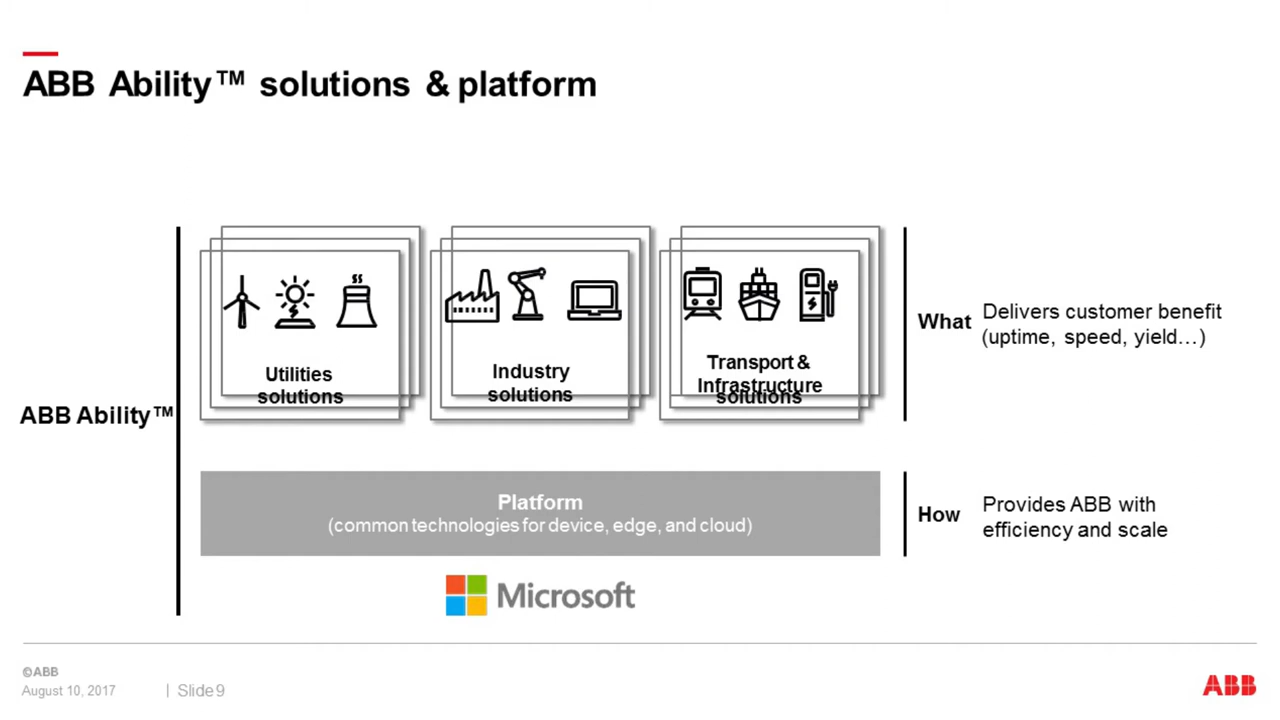 ABB Ability™ solutions & platform
ABB Ability™
Utilities
solutions
Industry
solutions
Transport &
Infrastructure
solutions
What
Delivers customer benefit
(uptime, speed, yield…)
Platform
(common technologies for device, edge, and cloud)
How
Provides ABB with
efficiency and scale
Microsoft
©ABB
August 10, 2017
| Slide 9
ABB